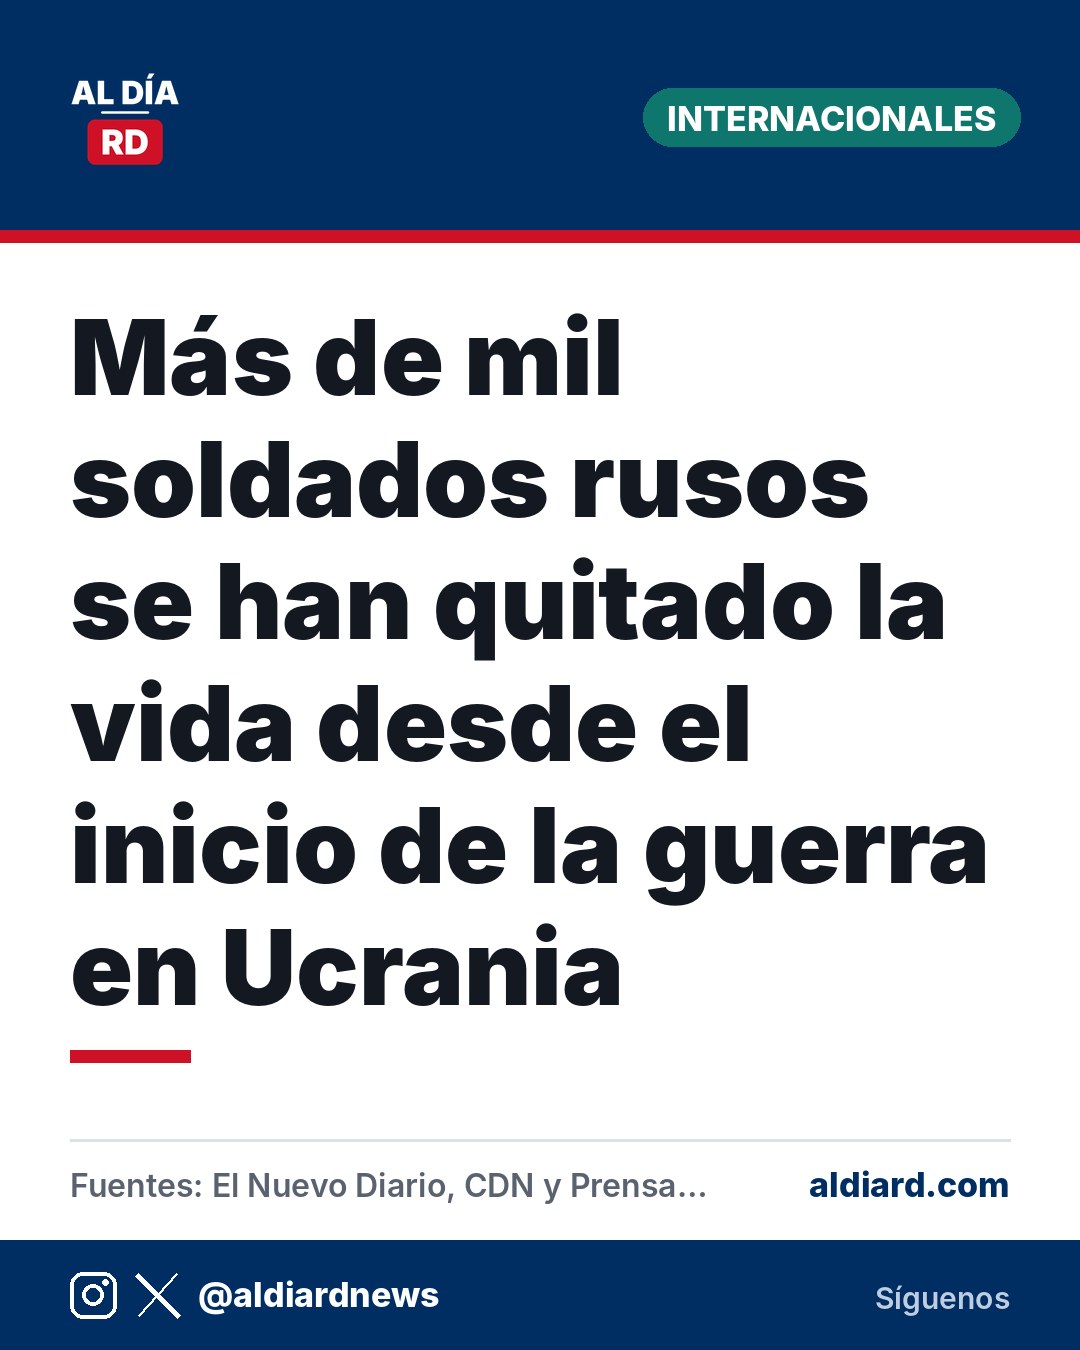 AL DÍA
RD
INTERNACIONALES
Más de mil
soldados rusos
se han quitado la
vida desde el
inicio de la guerra
en Ucrania
Fuentes: El Nuevo Diario, CDN y Prensa...
aldiard.com
@aldiardnews
Síguenos